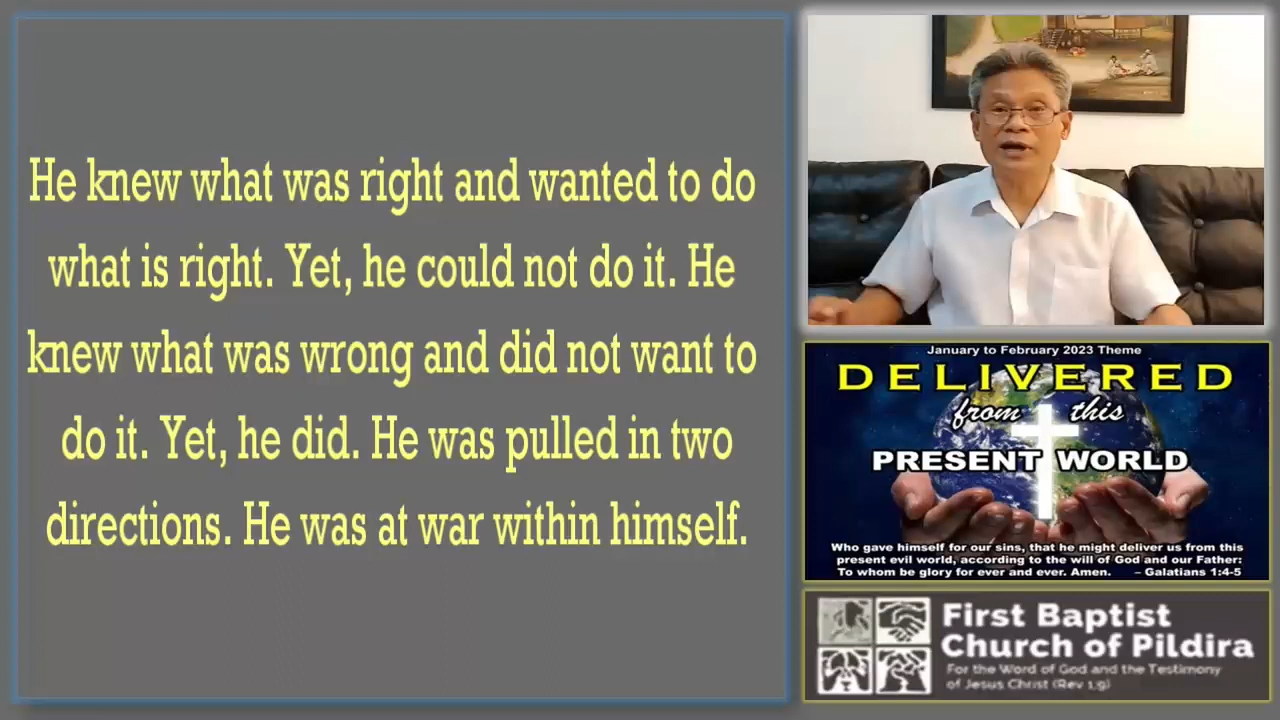 He knew what was right and wanted to do
what is right. Yet, he could not do it. He
knew what was wrong and did not want to
do it. Yet, he did. He was pulled in two
directions. He was at war within himself.
January to February 2023 Theme
DELIVERED
from this
PRESENT WORLD
Who gave himself for our sins, that he might deliver us from this
present evil world, according to the will of God and our Father:
To whom be glory for ever and ever. Amen. – Galatians 1:4-5
First Baptist
Church of Pildira
For the Word of God and the Testimony
of Jesus Christ (Rev 1:9)